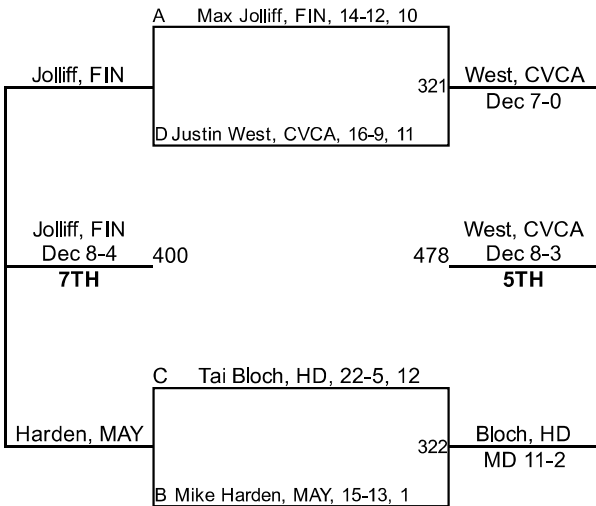 A Max Jolliff, FIN, 14-12, 10
Jolliff, FIN
321
West, CVCA
Dec 7-0
D Justin West, CVCA, 16-9, 11
Jolliff, FIN
Dec 8-4
7TH
400
478
West, CVCA
Dec 8-3
5TH
C Tai Bloch, HD, 22-5, 12
Harden, MAY
322
Bloch, HD
MD 11-2
B Mike Harden, MAY, 15-13, 1